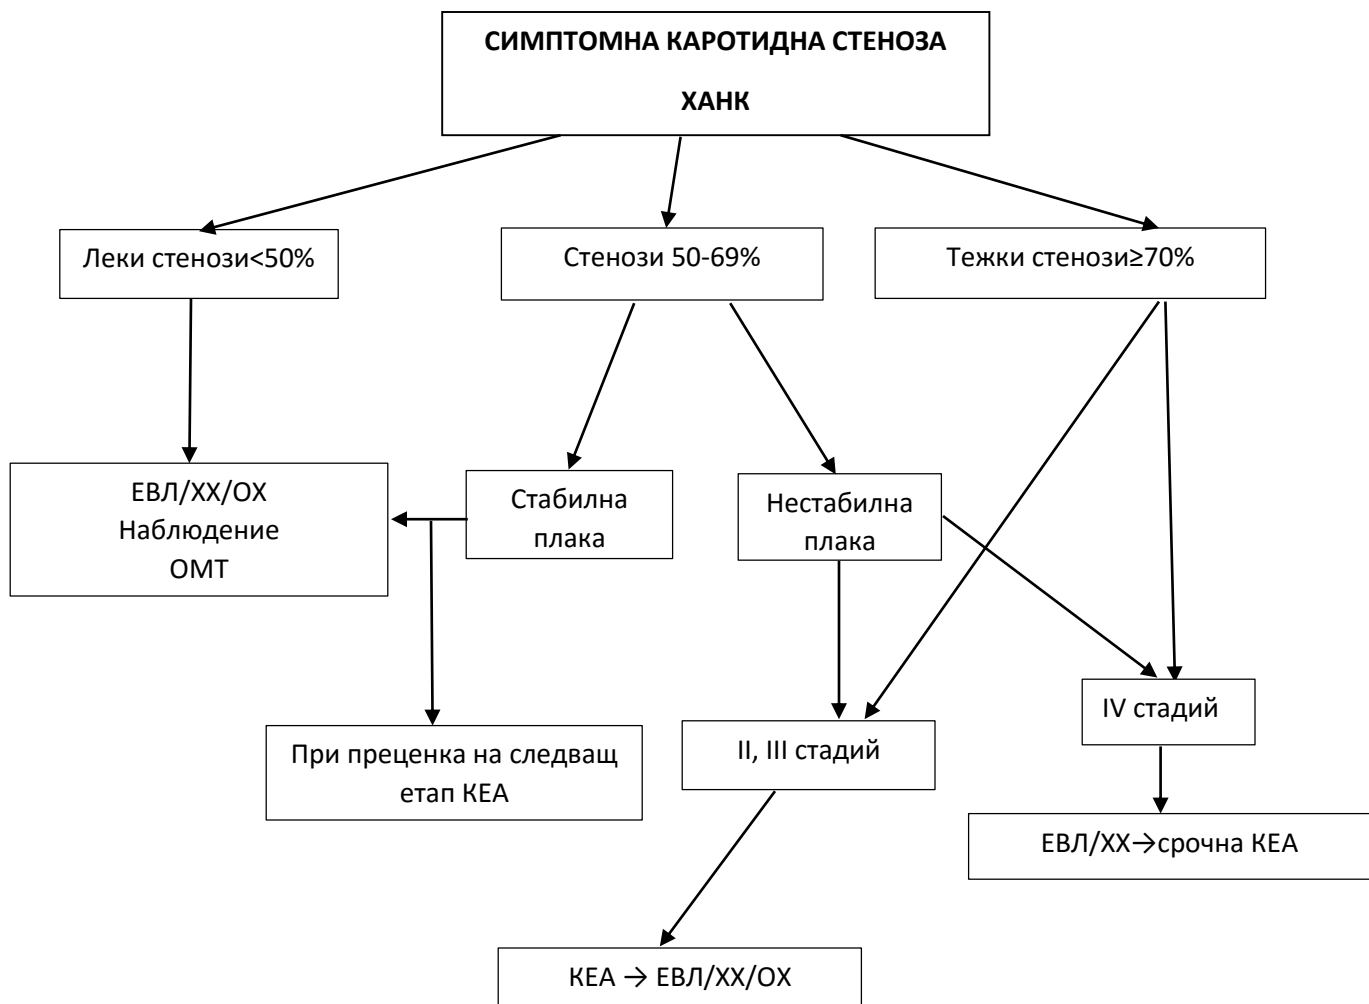 СИМПТОМНА КАРОТИДНА СТЕНОЗА
ХАНК
Леки стенози<50%
Стенози 50-69%
Тежки стенози≥70%
ЕВЛ/ХХ/ОХ
Наблюдение
ОМТ
Стабилна
плака
Нестабилна
плака
При преценка на следващ
етап КЕА
II, III стадий
IV стадий
ЕВЛ/ХХ→срочна КЕА
КЕА → ЕВЛ/ХХ/ОХ